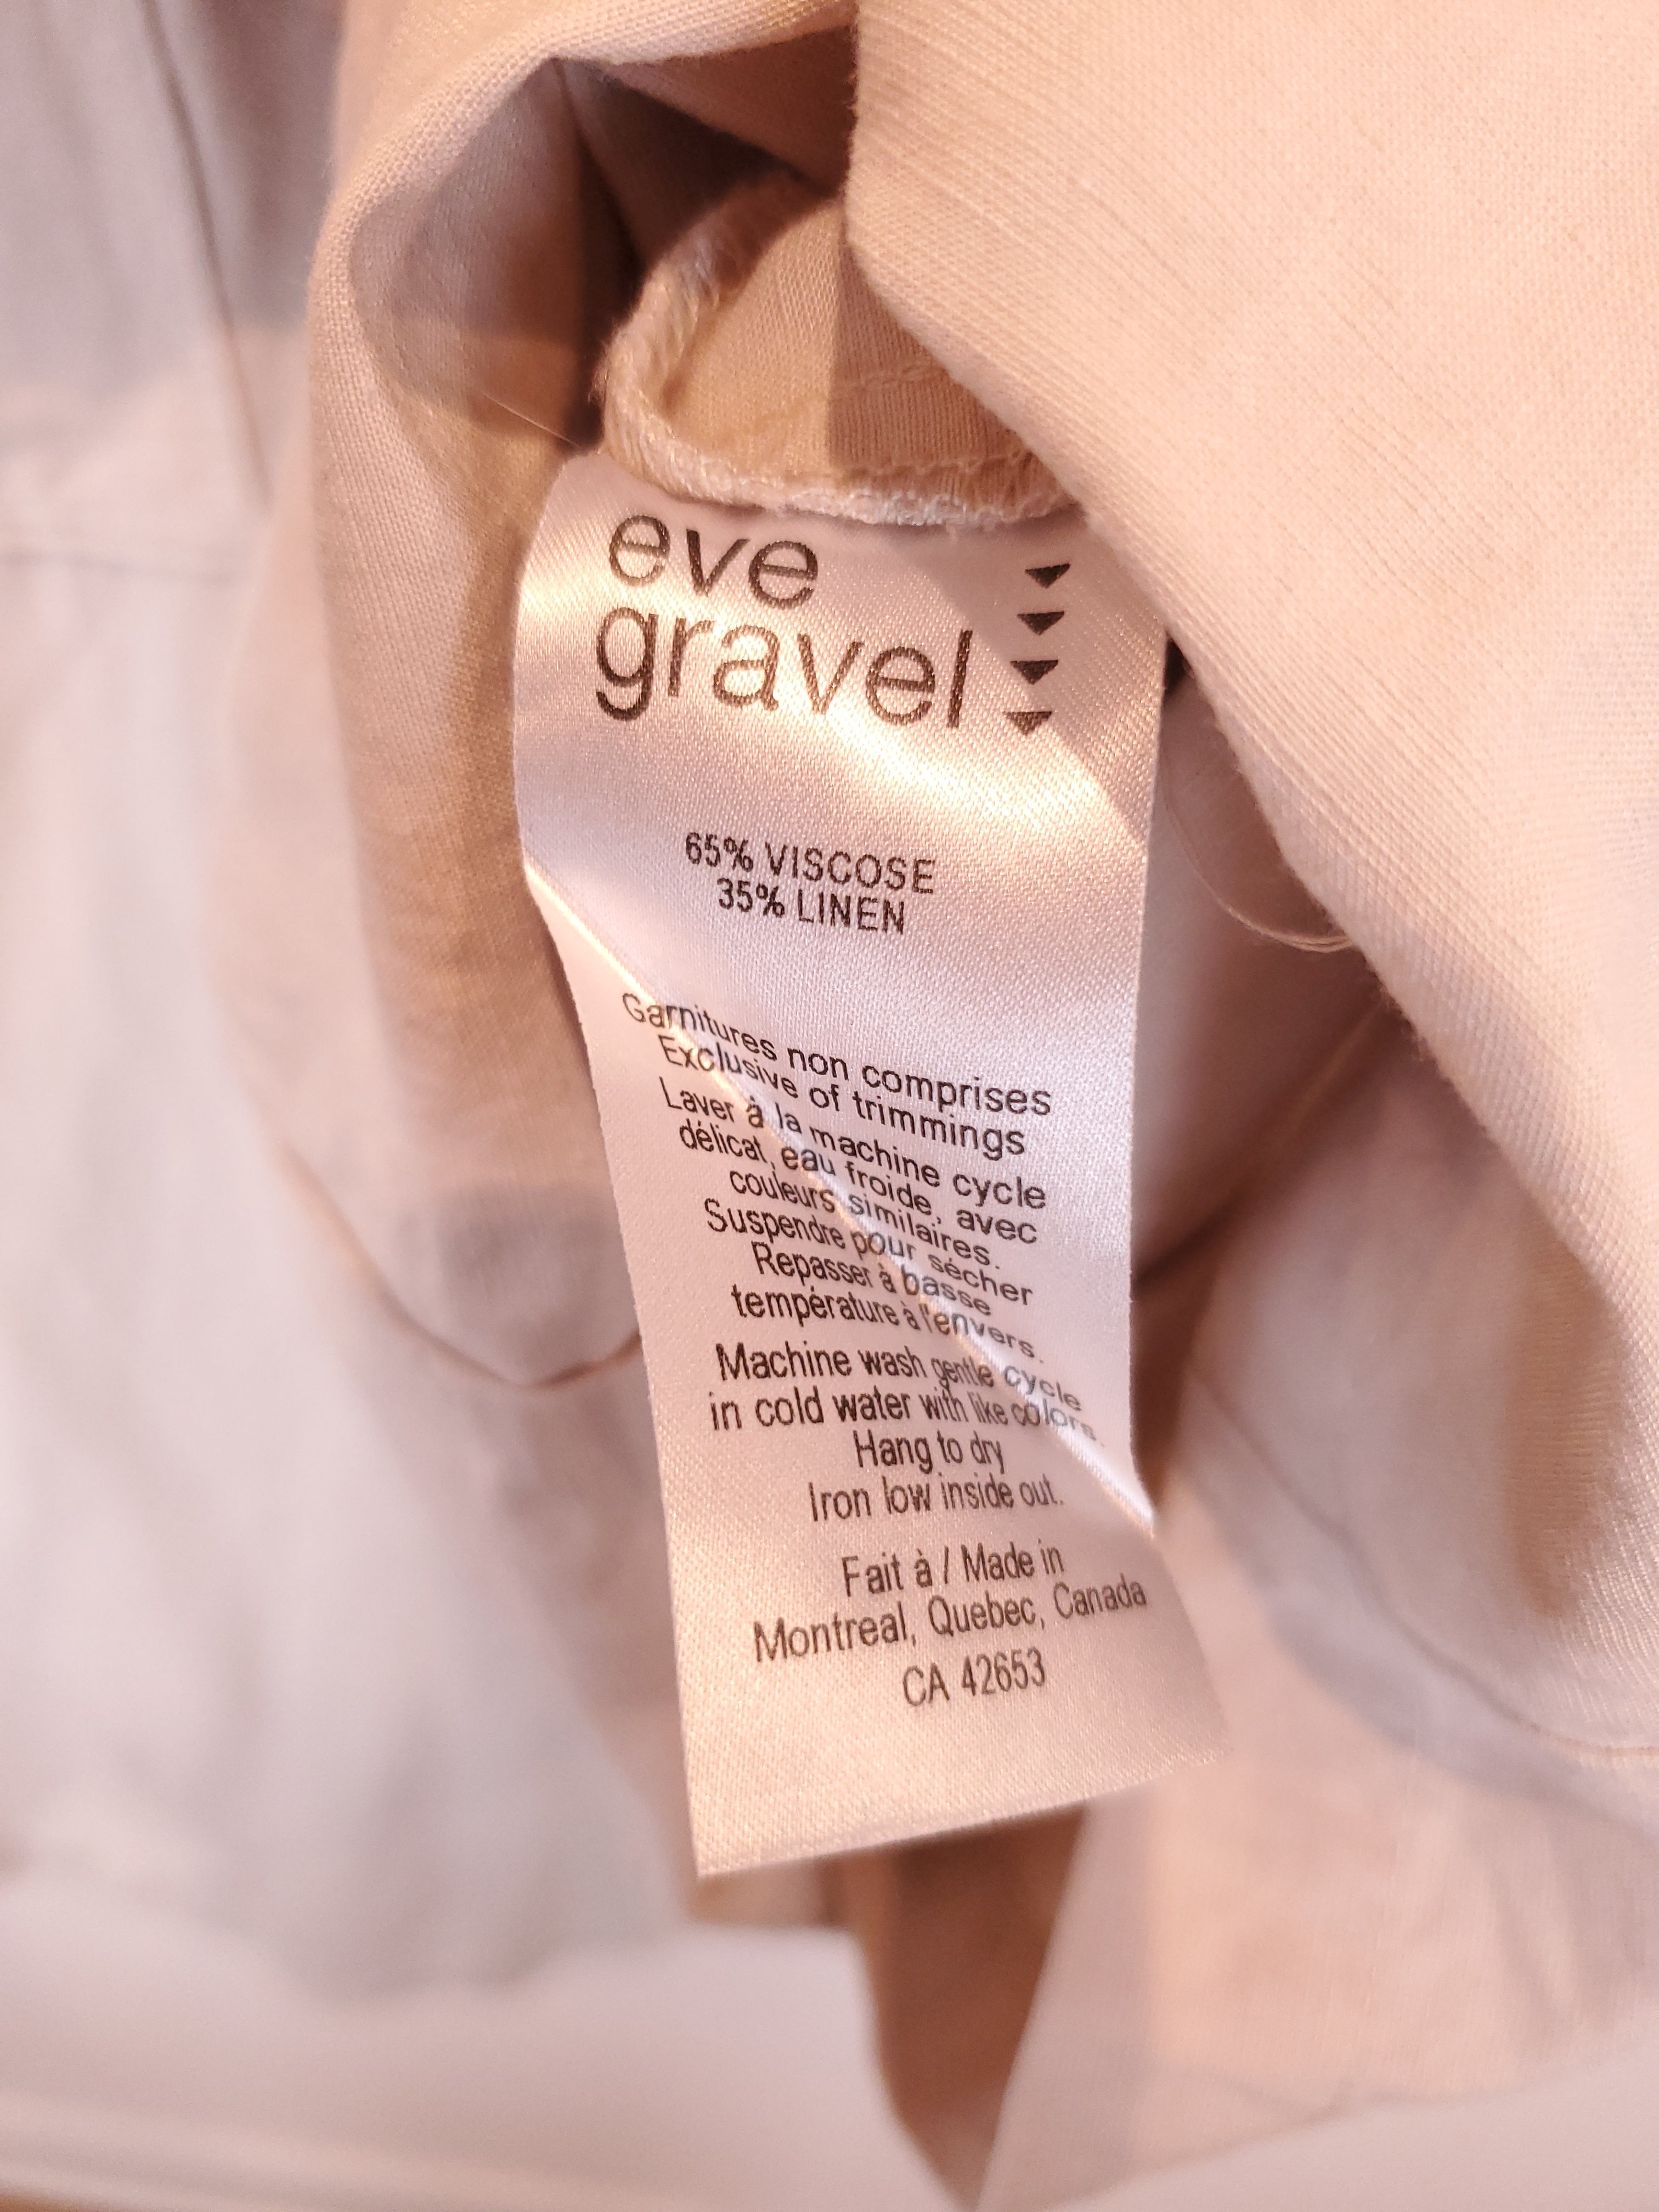 eve
gravel
65% VISCOSE
35% LINEN
Garnitures non comprises
Exclusive of trimmings
Laver à la machine cycle
délicat, eau froide, avec
couleurs similaires.
Suspendre pour sécher
Repasser à basse
température à l'envers.
Machine wash gentle cycle
in cold water with like colors.
Hang to dry
Iron low inside out.
Fait à / Made in
Montreal, Quebec, Canada
CA 42653